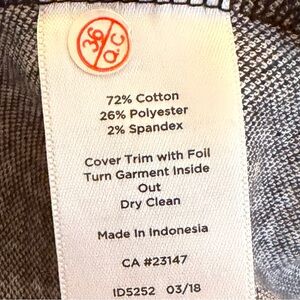 36
Q.C
72% Cotton
26% Polyester
2% Spandex
Cover Trim with Foil
Turn Garment Inside
Out
Dry Clean
Made In Indonesia
CA #23147
ID5252 03/18